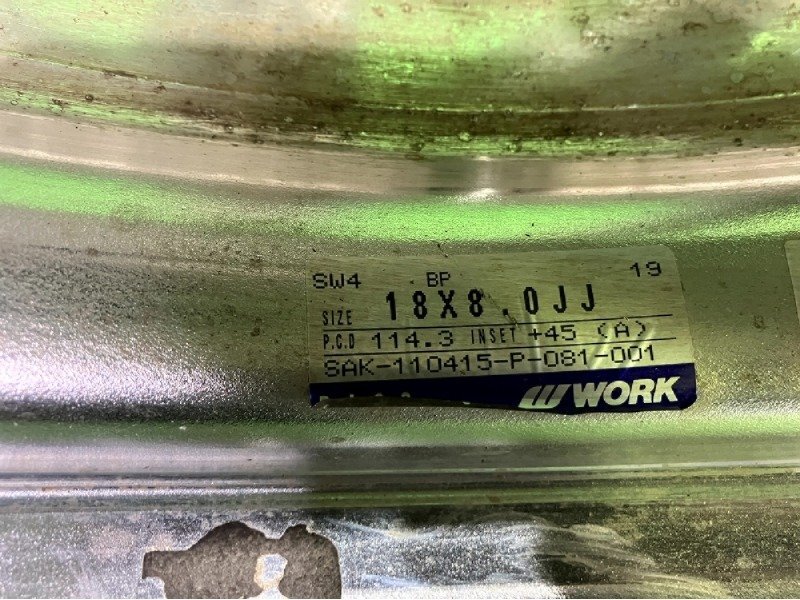 SW4 BP 19
SIZE 18X8.0JJ
P.C.D 114.3 INSET +45 (A)
SAK-110415-P-081-001
WORK